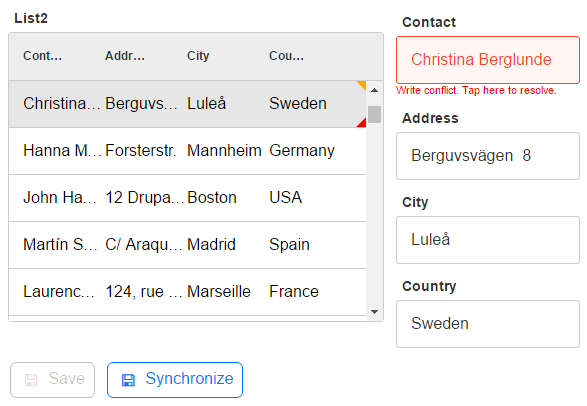 List2
Cont... Addr... City Cou...
Christina... Berguvs... Luleå Sweden
Hanna M... Forsterstr. Mannheim Germany
John Ha... 12 Drupa... Boston USA
Martín S... C/ Araqu... Madrid Spain
Laurenc... 124, rue ... Marseille France
Contact
Christina Berglunde
Write conflict. Tap here to resolve.
Address
Berguvsvägen  8
City
Luleå
Country
Sweden
Save Synchronize